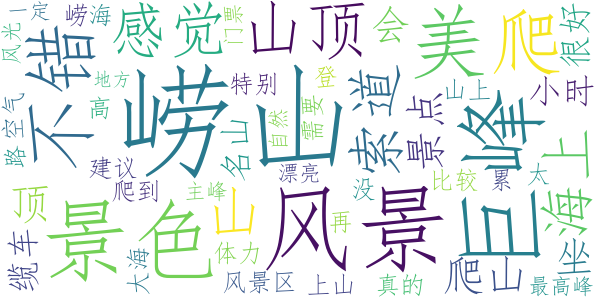 风光
一定
崂
海
不错
感觉
门票
山顶
会
美
爬
很好
路
空气
地方
高
崂山
特别
登
索道
景点
山上
小时
名山
自然
需要
峰
海上
建议
爬到
顶
景色
主峰
山
漂亮
风景
没
再
比较
累
太
巨
坐
缆车
大海
体力
风景区
上山
真的
爬山
最高峰